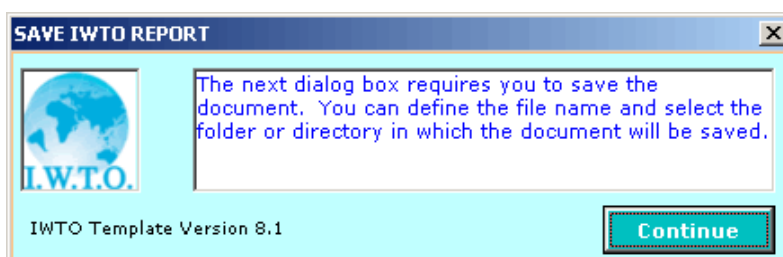 SAVE IWTO REPORT
The next dialog box requires you to save the
document. You can define the file name and select the
folder or directory in which the document will be saved.
I.W.T.O.
IWTO Template Version 8.1
Continue